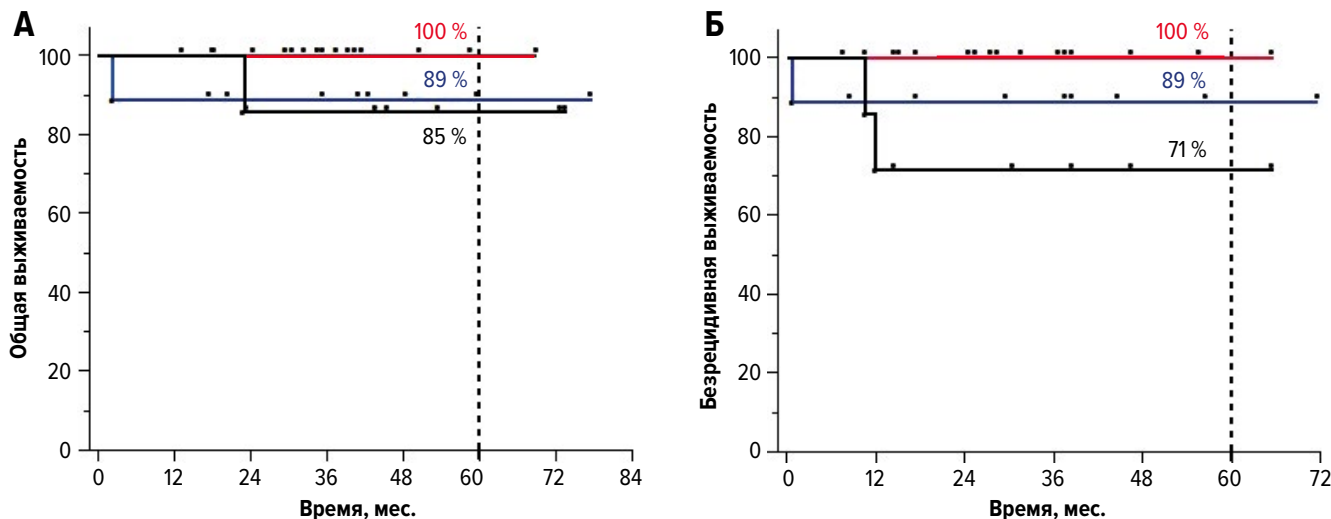 А
Общая выживаемость
100
80
60
40
20
0
100 %
89 %
85 %
0 12 24 36 48 60 72 84
Время, мес.
Б
Безрецидивная выживаемость
100
80
60
40
20
0
100 %
89 %
71 %
0 12 24 36 48 60 72
Время, мес.